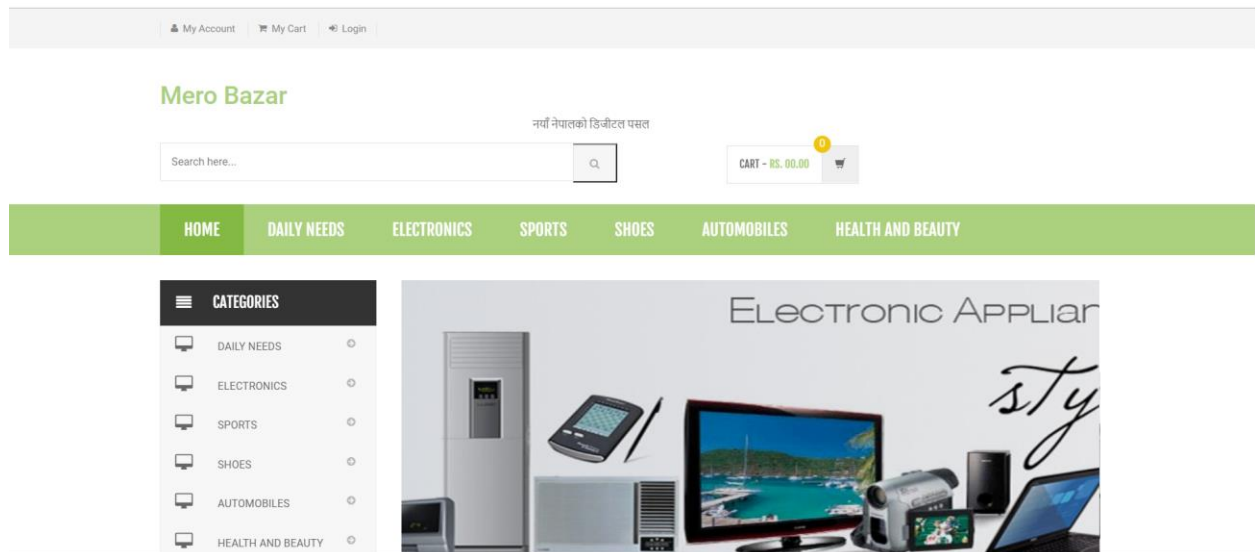 My Account My Cart Login
Mero Bazar
नयाँ नेपालको डिजीटल पसल
Search here...
CART - RS. 00.00 0
HOME DAILY NEEDS ELECTRONICS SPORTS SHOES AUTOMOBILES HEALTH AND BEAUTY
CATEGORIES
DAILY NEEDS
ELECTRONICS
SPORTS
SHOES
AUTOMOBILES
HEALTH AND BEAUTY
Electronic